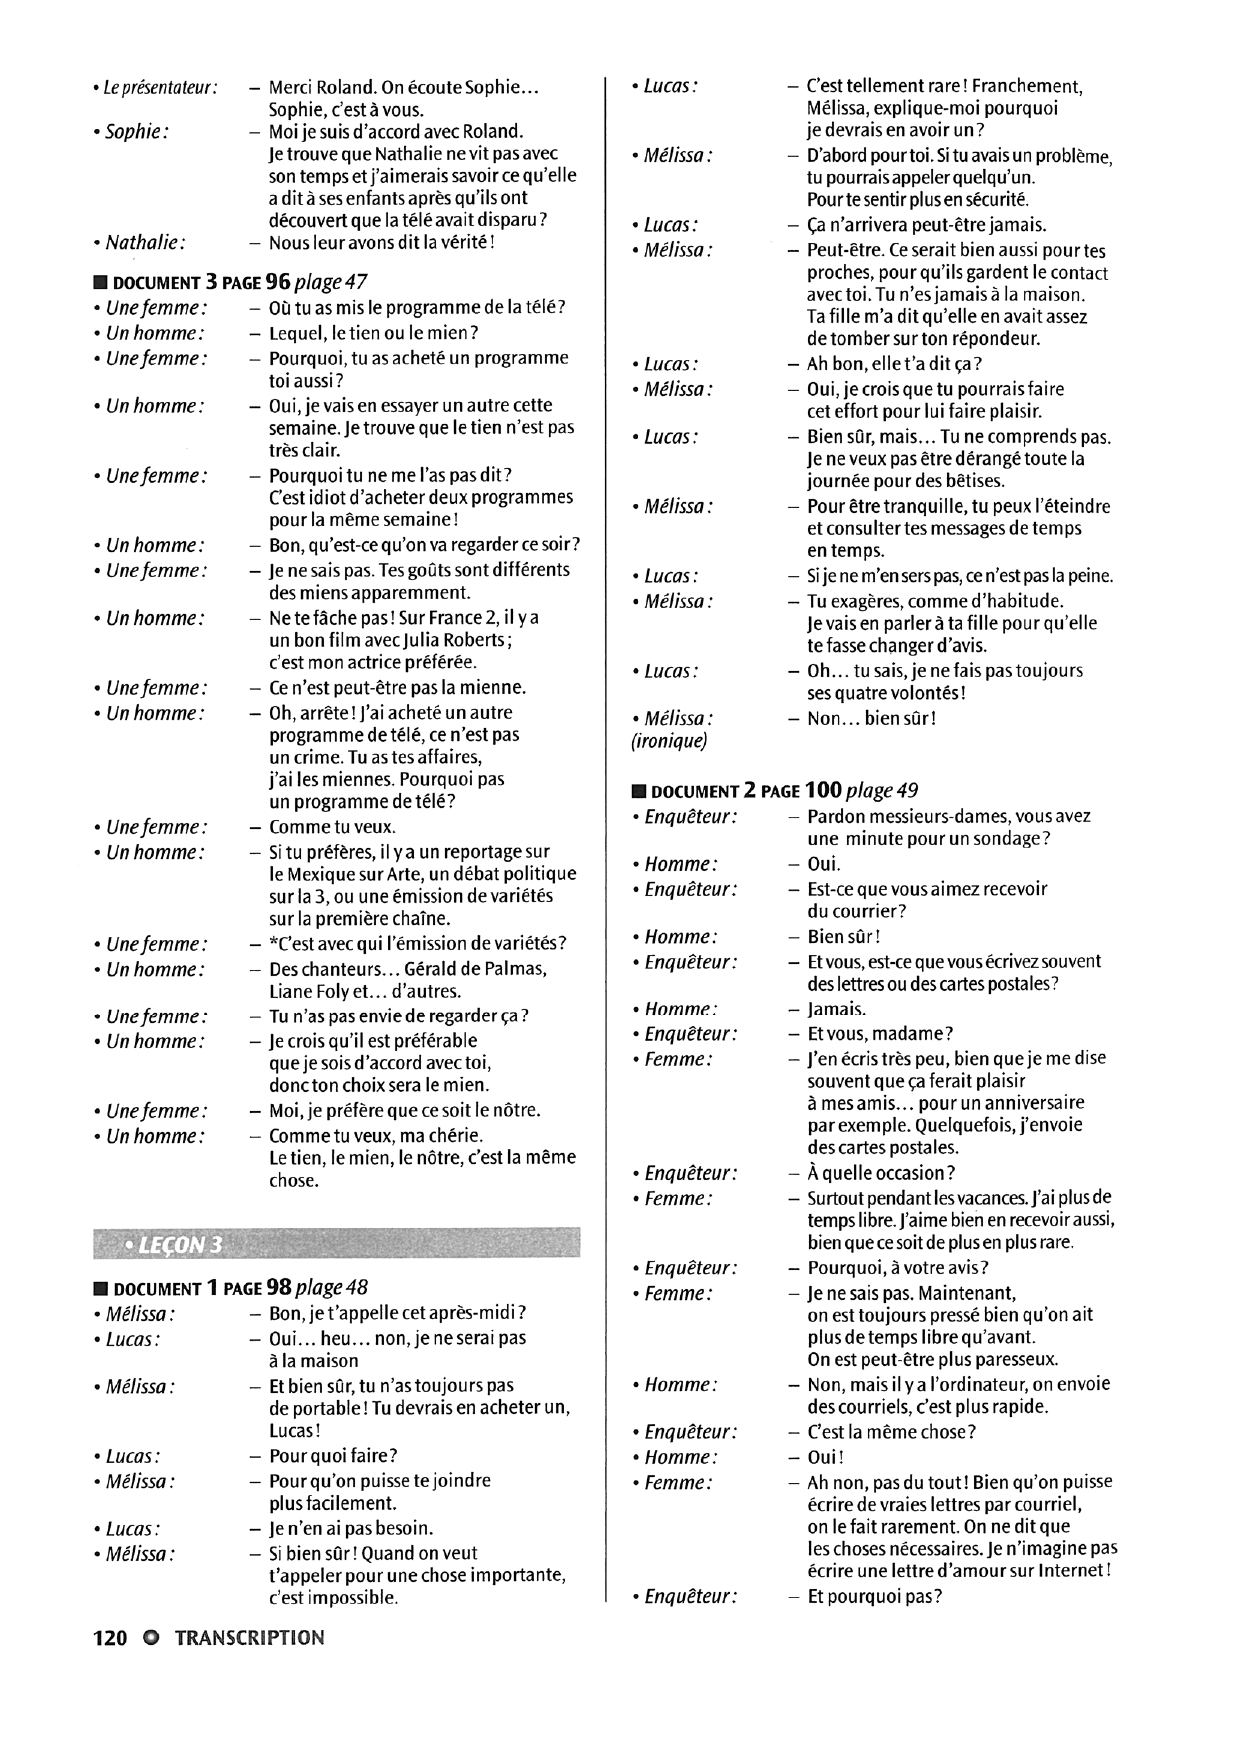 • Le présentateur : – Merci Roland. On écoute Sophie...
Sophie, c'est à vous.
• Sophie : – Moi je suis d'accord avec Roland.
Je trouve que Nathalie ne vit pas avec
son temps et j'aimerais savoir ce qu'elle
a dit à ses enfants après qu'ils ont
découvert que la télé avait disparu ?
• Nathalie : – Nous leur avons dit la vérité !
■ DOCUMENT 3 PAGE 96 plage 47
• Une femme : – Où tu as mis le programme de la télé ?
• Un homme : – Lequel, le tien ou le mien ?
• Une femme : – Pourquoi, tu as acheté un programme
toi aussi ?
• Un homme : – Oui, je vais en essayer un autre cette
semaine. Je trouve que le tien n'est pas
très clair.
• Une femme : – Pourquoi tu ne me l'as pas dit ?
C'est idiot d'acheter deux programmes
pour la même semaine !
• Un homme : – Bon, qu'est-ce qu'on va regarder ce soir ?
• Une femme : – Je ne sais pas. Tes goûts sont différents
des miens apparemment.
• Un homme : – Ne te fâche pas ! Sur France 2, il y a
un bon film avec Julia Roberts ;
c'est mon actrice préférée.
• Une femme : – Ce n'est peut-être pas la mienne.
• Un homme : – Oh, arrête ! J'ai acheté un autre
programme de télé, ce n'est pas
un crime. Tu as tes affaires,
j'ai les miennes. Pourquoi pas
un programme de télé ?
• Une femme : – Comme tu veux.
• Un homme : – Si tu préfères, il y a un reportage sur
le Mexique sur Arte, un débat politique
sur la 3, ou une émission de variétés
sur la première chaîne.
• Une femme : – *C'est avec qui l'émission de variétés ?
• Un homme : – Des chanteurs... Gérald de Palmas,
Liane Foly et... d'autres.
• Une femme : – Tu n'as pas envie de regarder ça ?
• Un homme : – Je crois qu'il est préférable
que je sois d'accord avec toi,
donc ton choix sera le mien.
• Une femme : – Moi, je préfère que ce soit le nôtre.
• Un homme : – Comme tu veux, ma chérie.
Le tien, le mien, le nôtre, c'est la même
chose.
• LEÇON 3
■ DOCUMENT 1 PAGE 98 plage 48
• Mélissa : – Bon, je t'appelle cet après-midi ?
• Lucas : – Oui... heu... non, je ne serai pas
à la maison
• Mélissa : – Et bien sûr, tu n'as toujours pas
de portable ! Tu devrais en acheter un,
Lucas !
• Lucas : – Pour quoi faire ?
• Mélissa : – Pour qu'on puisse te joindre
plus facilement.
• Lucas : – Je n'en ai pas besoin.
• Mélissa : – Si bien sûr ! Quand on veut
t'appeler pour une chose importante,
c'est impossible.
• Lucas : – C'est tellement rare ! Franchement,
Mélissa, explique-moi pourquoi
je devrais en avoir un ?
• Mélissa : – D'abord pour toi. Si tu avais un problème,
tu pourrais appeler quelqu'un.
Pour te sentir plus en sécurité.
• Lucas : – Ça n'arrivera peut-être jamais.
• Mélissa : – Peut-être. Ce serait bien aussi pour tes
proches, pour qu'ils gardent le contact
avec toi. Tu n'es jamais à la maison.
Ta fille m'a dit qu'elle en avait assez
de tomber sur ton répondeur.
• Lucas : – Ah bon, elle t'a dit ça ?
• Mélissa : – Oui, je crois que tu pourrais faire
cet effort pour lui faire plaisir.
• Lucas : – Bien sûr, mais... Tu ne comprends pas.
Je ne veux pas être dérangé toute la
journée pour des bêtises.
• Mélissa : – Pour être tranquille, tu peux l'éteindre
et consulter tes messages de temps
en temps.
• Lucas : – Si je ne m'en sers pas, ce n'est pas la peine.
• Mélissa : – Tu exagères, comme d'habitude.
Je vais en parler à ta fille pour qu'elle
te fasse changer d'avis.
• Lucas : – Oh... tu sais, je ne fais pas toujours
ses quatre volontés !
• Mélissa : – Non... bien sûr !
(ironique)
■ DOCUMENT 2 PAGE 100 plage 49
• Enquêteur : – Pardon messieurs-dames, vous avez
une minute pour un sondage ?
• Homme : – Oui.
• Enquêteur : – Est-ce que vous aimez recevoir
du courrier ?
• Homme : – Bien sûr !
• Enquêteur : – Et vous, est-ce que vous écrivez souvent
des lettres ou des cartes postales ?
• Homme : – Jamais.
• Enquêteur : – Et vous, madame ?
• Femme : – J'en écris très peu, bien que je me dise
souvent que ça ferait plaisir
à mes amis... pour un anniversaire
par exemple. Quelquefois, j'envoie
des cartes postales.
• Enquêteur : – À quelle occasion ?
• Femme : – Surtout pendant les vacances. J'ai plus de
temps libre. J'aime bien en recevoir aussi,
bien que ce soit de plus en plus rare.
• Enquêteur : – Pourquoi, à votre avis ?
• Femme : – Je ne sais pas. Maintenant,
on est toujours pressé bien qu'on ait
plus de temps libre qu'avant.
On est peut-être plus paresseux.
• Homme : – Non, mais il y a l'ordinateur, on envoie
des courriels, c'est plus rapide.
• Enquêteur : – C'est la même chose ?
• Homme : – Oui !
• Femme : – Ah non, pas du tout ! Bien qu'on puisse
écrire de vraies lettres par courriel,
on le fait rarement. On ne dit que
les choses nécessaires. Je n'imagine pas
écrire une lettre d'amour sur Internet !
• Enquêteur : – Et pourquoi pas ?
120 TRANSCRIPTION